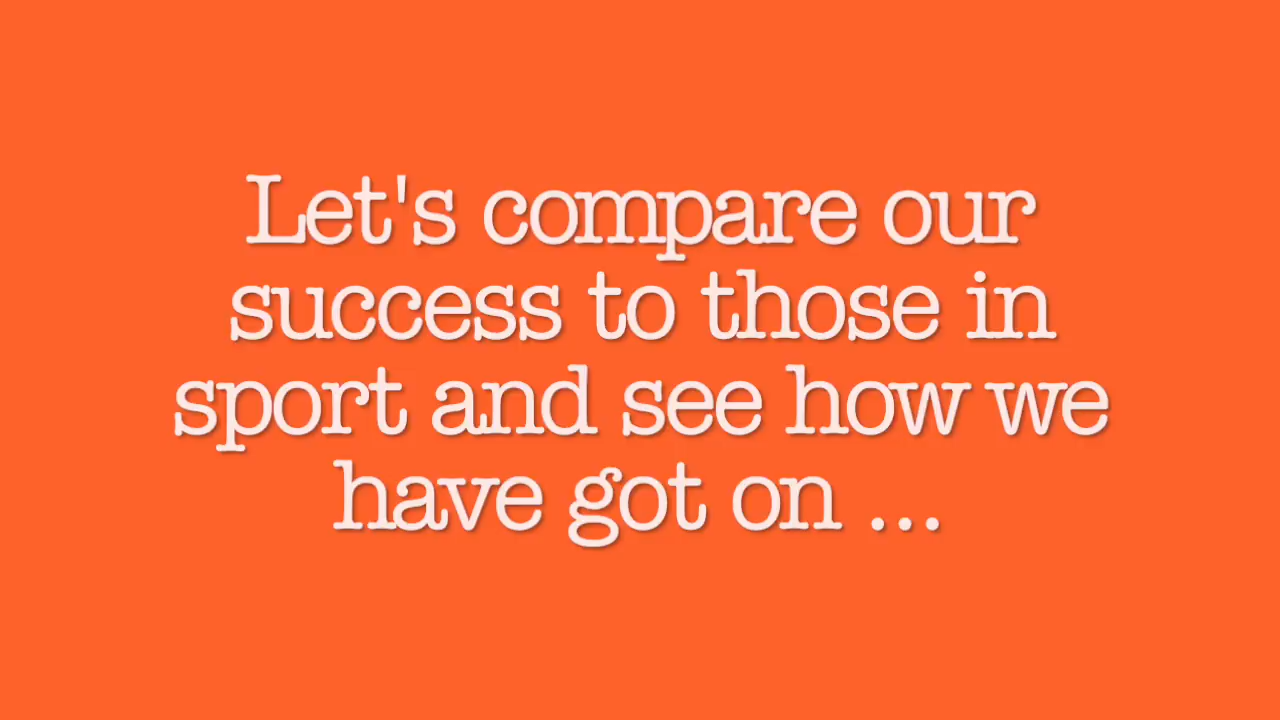 Let's compare our
success to those in
sport and see how we
have got on ...